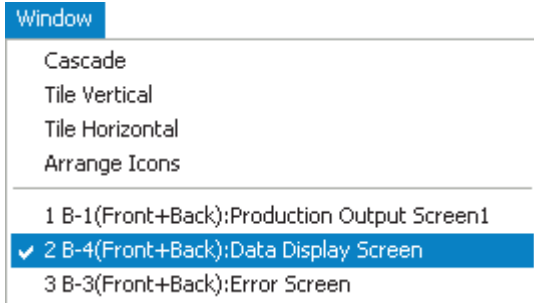 Window
Cascade
Tile Vertical
Tile Horizontal
Arrange Icons
1 B-1(Front+Back):Production Output Screen1
2 B-4(Front+Back):Data Display Screen
3 B-3(Front+Back):Error Screen